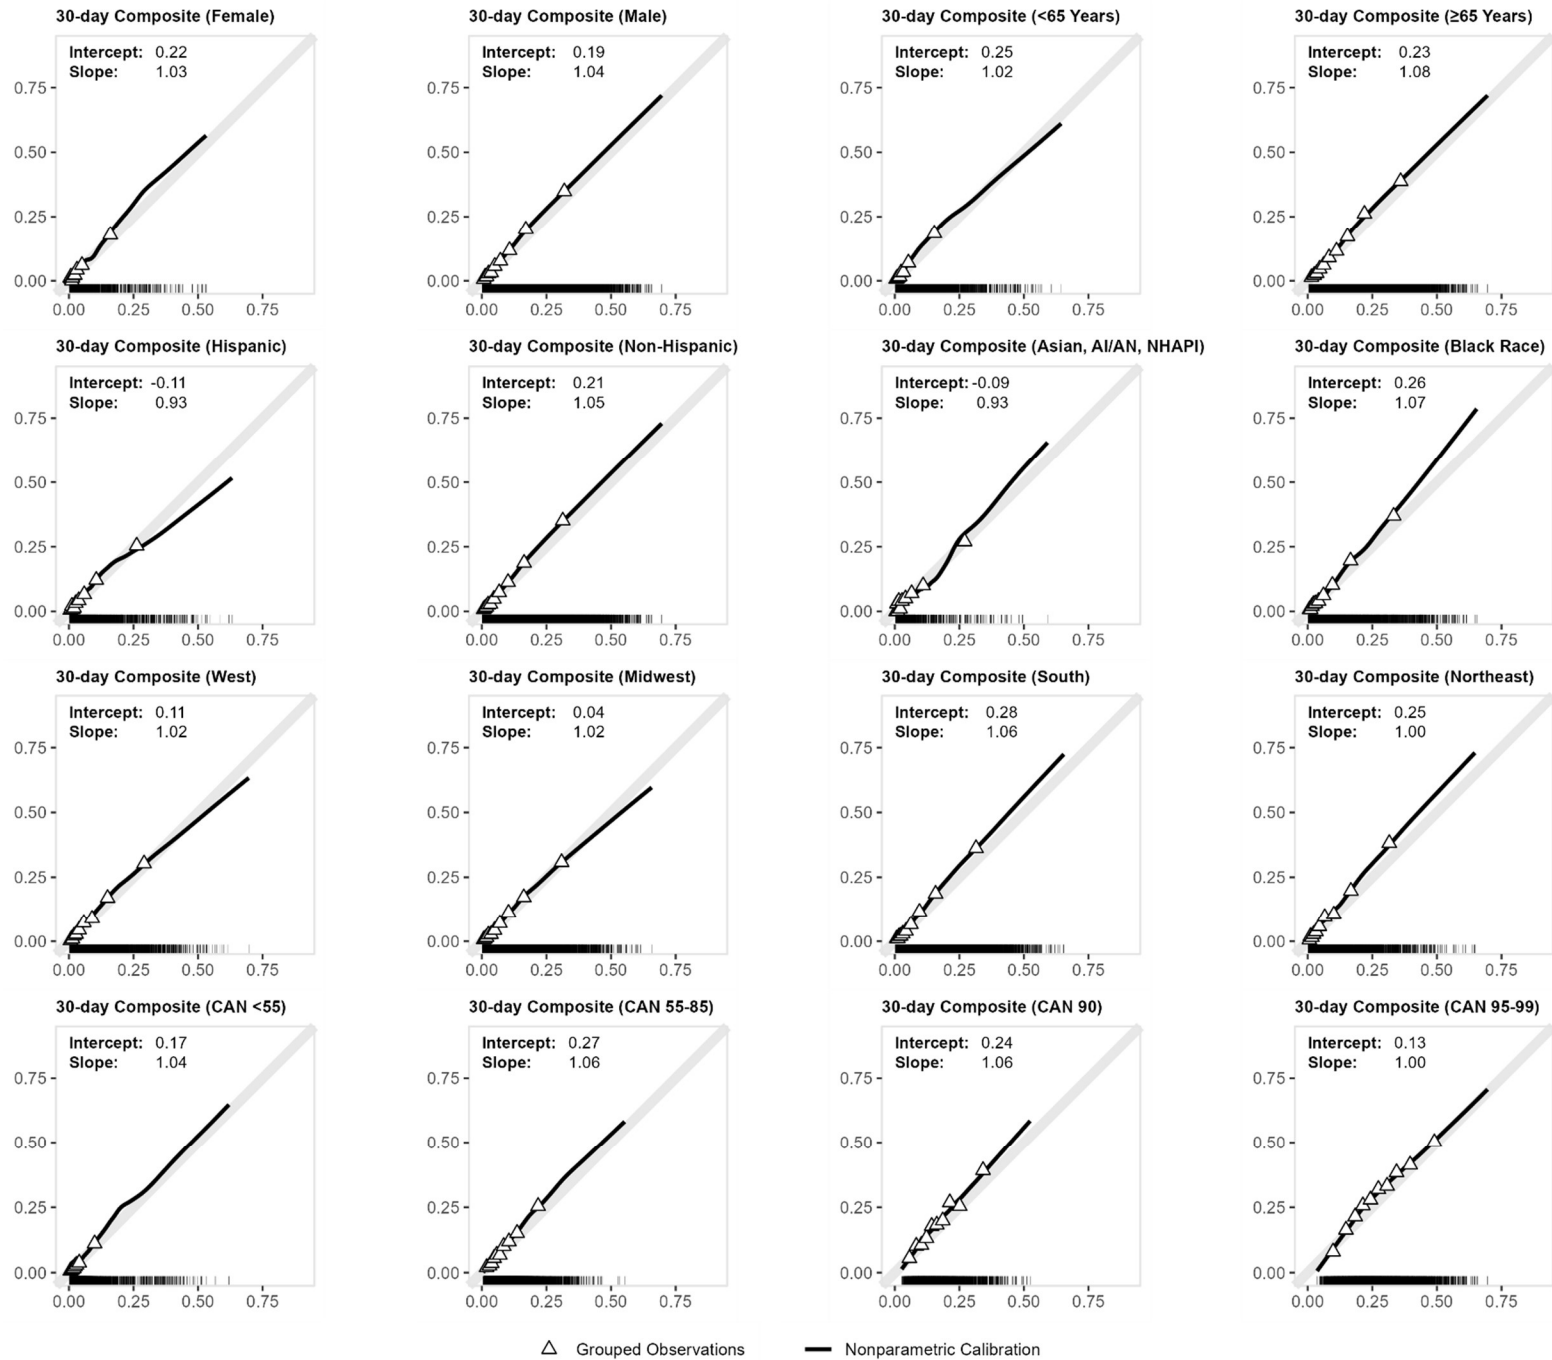 30-day Composite (Female)
Intercept: 0.22
Slope: 1.03
0.75
0.50
0.25
0.00
0.00 0.25 0.50 0.75
30-day Composite (Male)
Intercept: 0.19
Slope: 1.04
0.75
0.50
0.25
0.00
0.00 0.25 0.50 0.75
30-day Composite (<65 Years)
Intercept: 0.25
Slope: 1.02
0.75
0.50
0.25
0.00
0.00 0.25 0.50 0.75
30-day Composite (≥65 Years)
Intercept: 0.23
Slope: 1.08
0.75
0.50
0.25
0.00
0.00 0.25 0.50 0.75
30-day Composite (Hispanic)
Intercept: -0.11
Slope: 0.93
0.75
0.50
0.25
0.00
0.00 0.25 0.50 0.75
30-day Composite (Non-Hispanic)
Intercept: 0.21
Slope: 1.05
0.75
0.50
0.25
0.00
0.00 0.25 0.50 0.75
30-day Composite (Asian, AI/AN, NHAPI)
Intercept: -0.09
Slope: 0.93
0.75
0.50
0.25
0.00
0.00 0.25 0.50 0.75
30-day Composite (Black Race)
Intercept: 0.26
Slope: 1.07
0.75
0.50
0.25
0.00
0.00 0.25 0.50 0.75
30-day Composite (West)
Intercept: 0.11
Slope: 1.02
0.75
0.50
0.25
0.00
0.00 0.25 0.50 0.75
30-day Composite (Midwest)
Intercept: 0.04
Slope: 1.02
0.75
0.50
0.25
0.00
0.00 0.25 0.50 0.75
30-day Composite (South)
Intercept: 0.28
Slope: 1.06
0.75
0.50
0.25
0.00
0.00 0.25 0.50 0.75
30-day Composite (Northeast)
Intercept: 0.25
Slope: 1.00
0.75
0.50
0.25
0.00
0.00 0.25 0.50 0.75
30-day Composite (CAN <55)
Intercept: 0.17
Slope: 1.04
0.75
0.50
0.25
0.00
0.00 0.25 0.50 0.75
30-day Composite (CAN 55-85)
Intercept: 0.27
Slope: 1.06
0.75
0.50
0.25
0.00
0.00 0.25 0.50 0.75
30-day Composite (CAN 90)
Intercept: 0.24
Slope: 1.06
0.75
0.50
0.25
0.00
0.00 0.25 0.50 0.75
30-day Composite (CAN 95-99)
Intercept: 0.13
Slope: 1.00
0.75
0.50
0.25
0.00
0.00 0.25 0.50 0.75
Grouped Observations Nonparametric Calibration